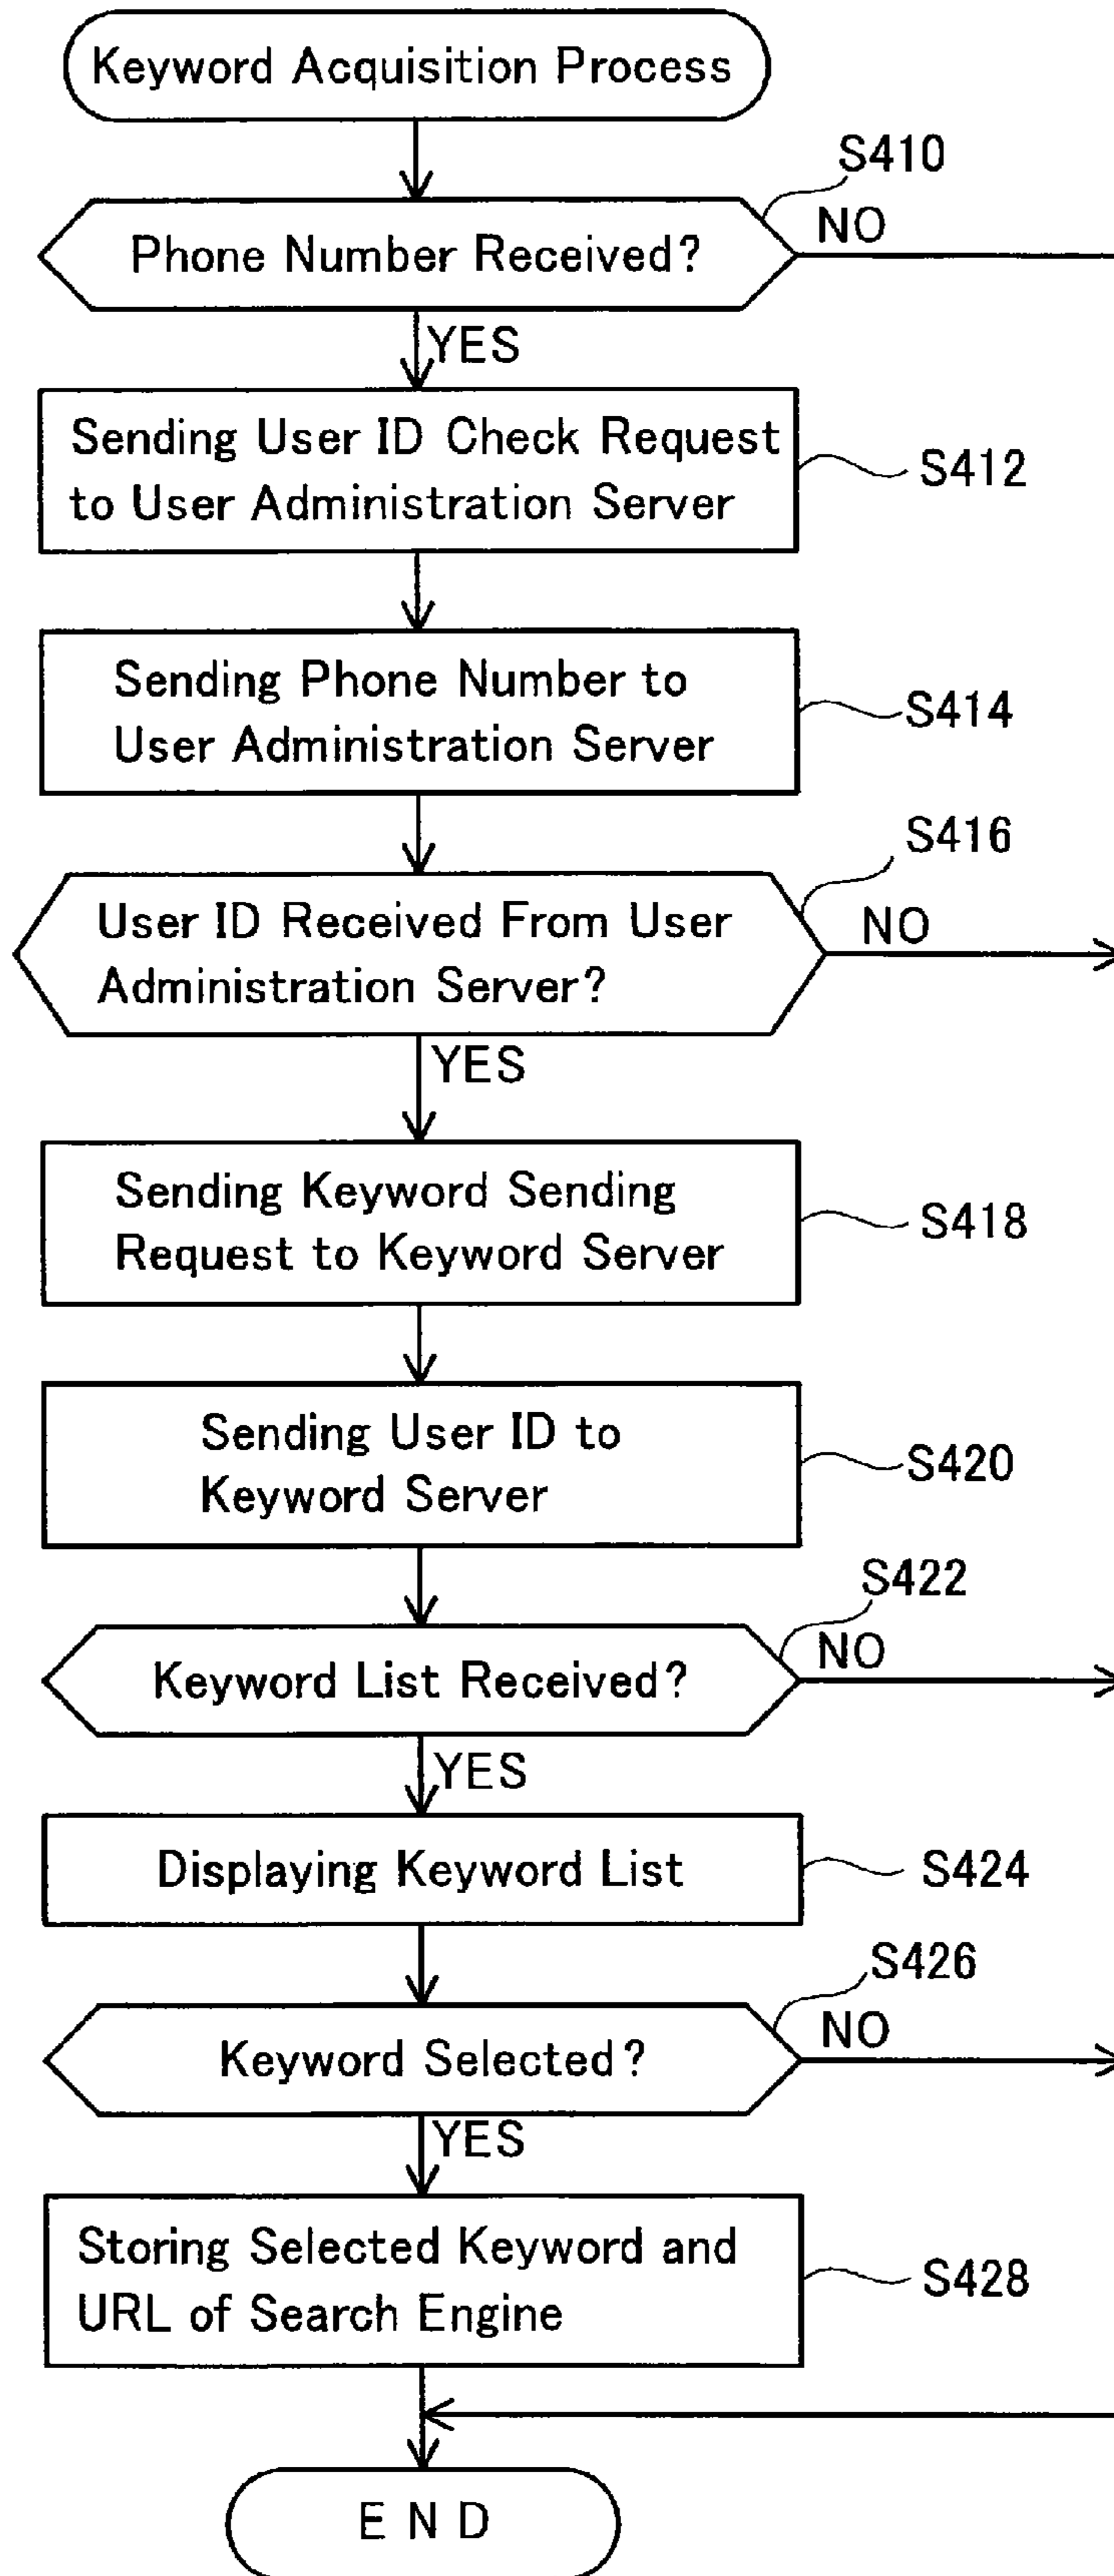 Keyword Acquisition Process
S410
Phone Number Received?
NO
YES
Sending User ID Check Request
to User Administration Server
S412
Sending Phone Number to
User Administration Server
S414
S416
User ID Received From User
Administration Server?
NO
YES
Sending Keyword Sending
Request to Keyword Server
S418
Sending User ID to
Keyword Server
S420
S422
Keyword List Received?
NO
YES
Displaying Keyword List
S424
S426
Keyword Selected?
NO
YES
Storing Selected Keyword and
URL of Search Engine
S428
END